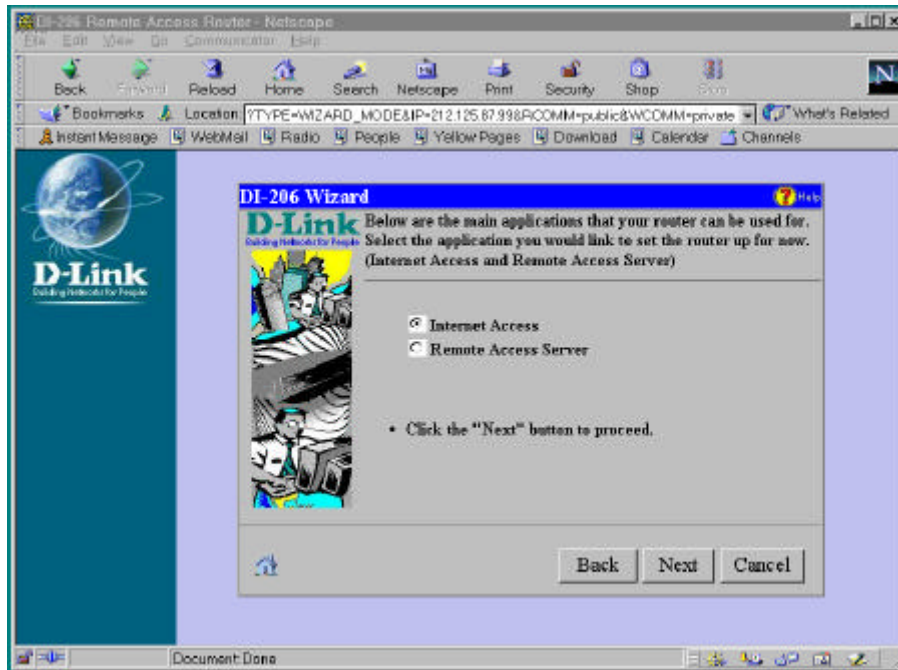 DI-206 Remote Access Router - Netscape
File Edit View Go Communicator Help
Back Forward Reload Home Search Netscape Print Security Shop Stop
Bookmarks Location ?TYPE=WIZARD_MODE&IP=212.125.87.99&RCOMM=public&WCOMM=private What's Related
Instant Message WebMail Radio People Yellow Pages Download Calendar Channels
D-Link
Building Networks for People
DI-206 Wizard
Help
D-Link
Building Networks for People
Below are the main applications that your router can be used for.
Select the application you would link to set the router up for now.
(Internet Access and Remote Access Server)
Internet Access
Remote Access Server
• Click the "Next" button to proceed.
Back Next Cancel
Document: Done